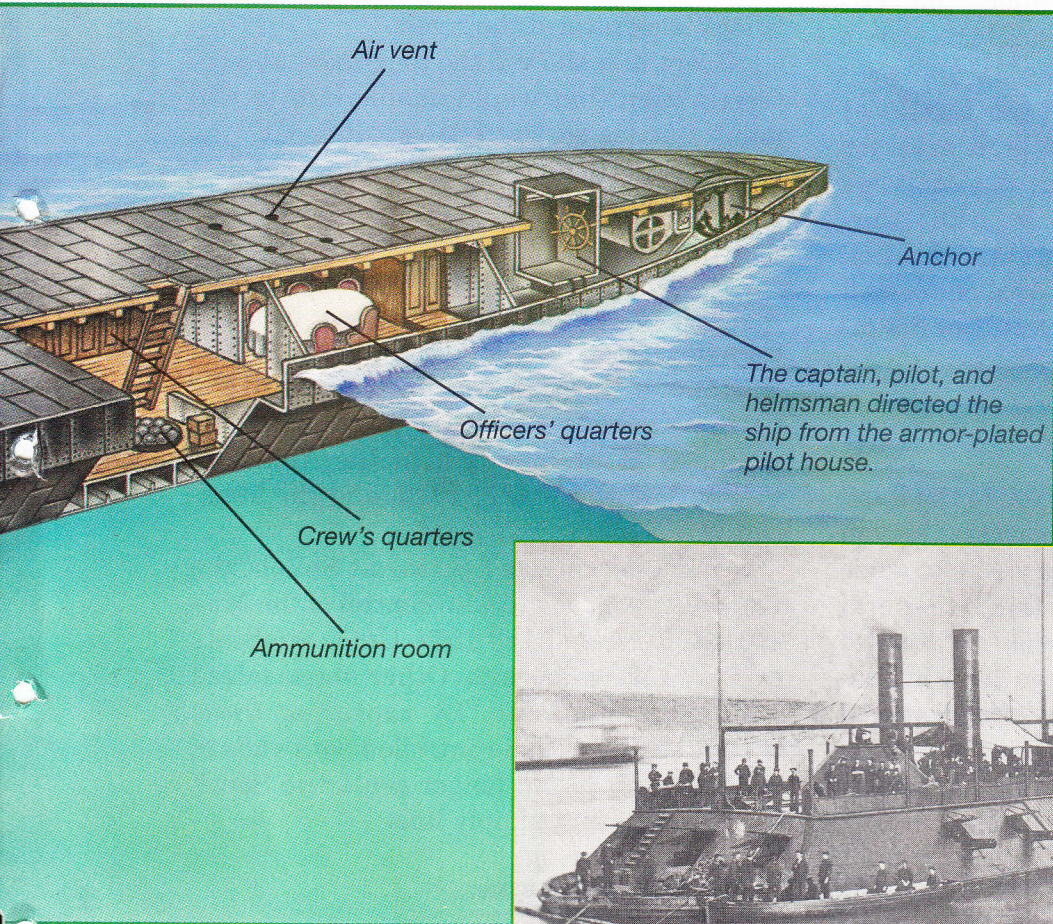 Air vent
Anchor
The captain, pilot, and
helmsman directed the
ship from the armor-plated
pilot house.
Officers' quarters
Crew's quarters
Ammunition room